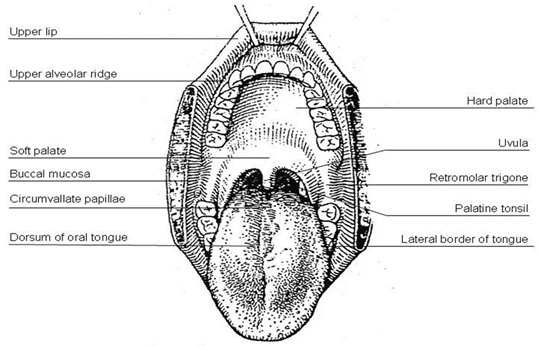 Upper lip
Upper alveolar ridge
Soft palate
Buccal mucosa
Circumvallate papillae
Dorsum of oral tongue
Hard palate
Uvula
Retromolar trigone
Palatine tonsil
Lateral border of tongue